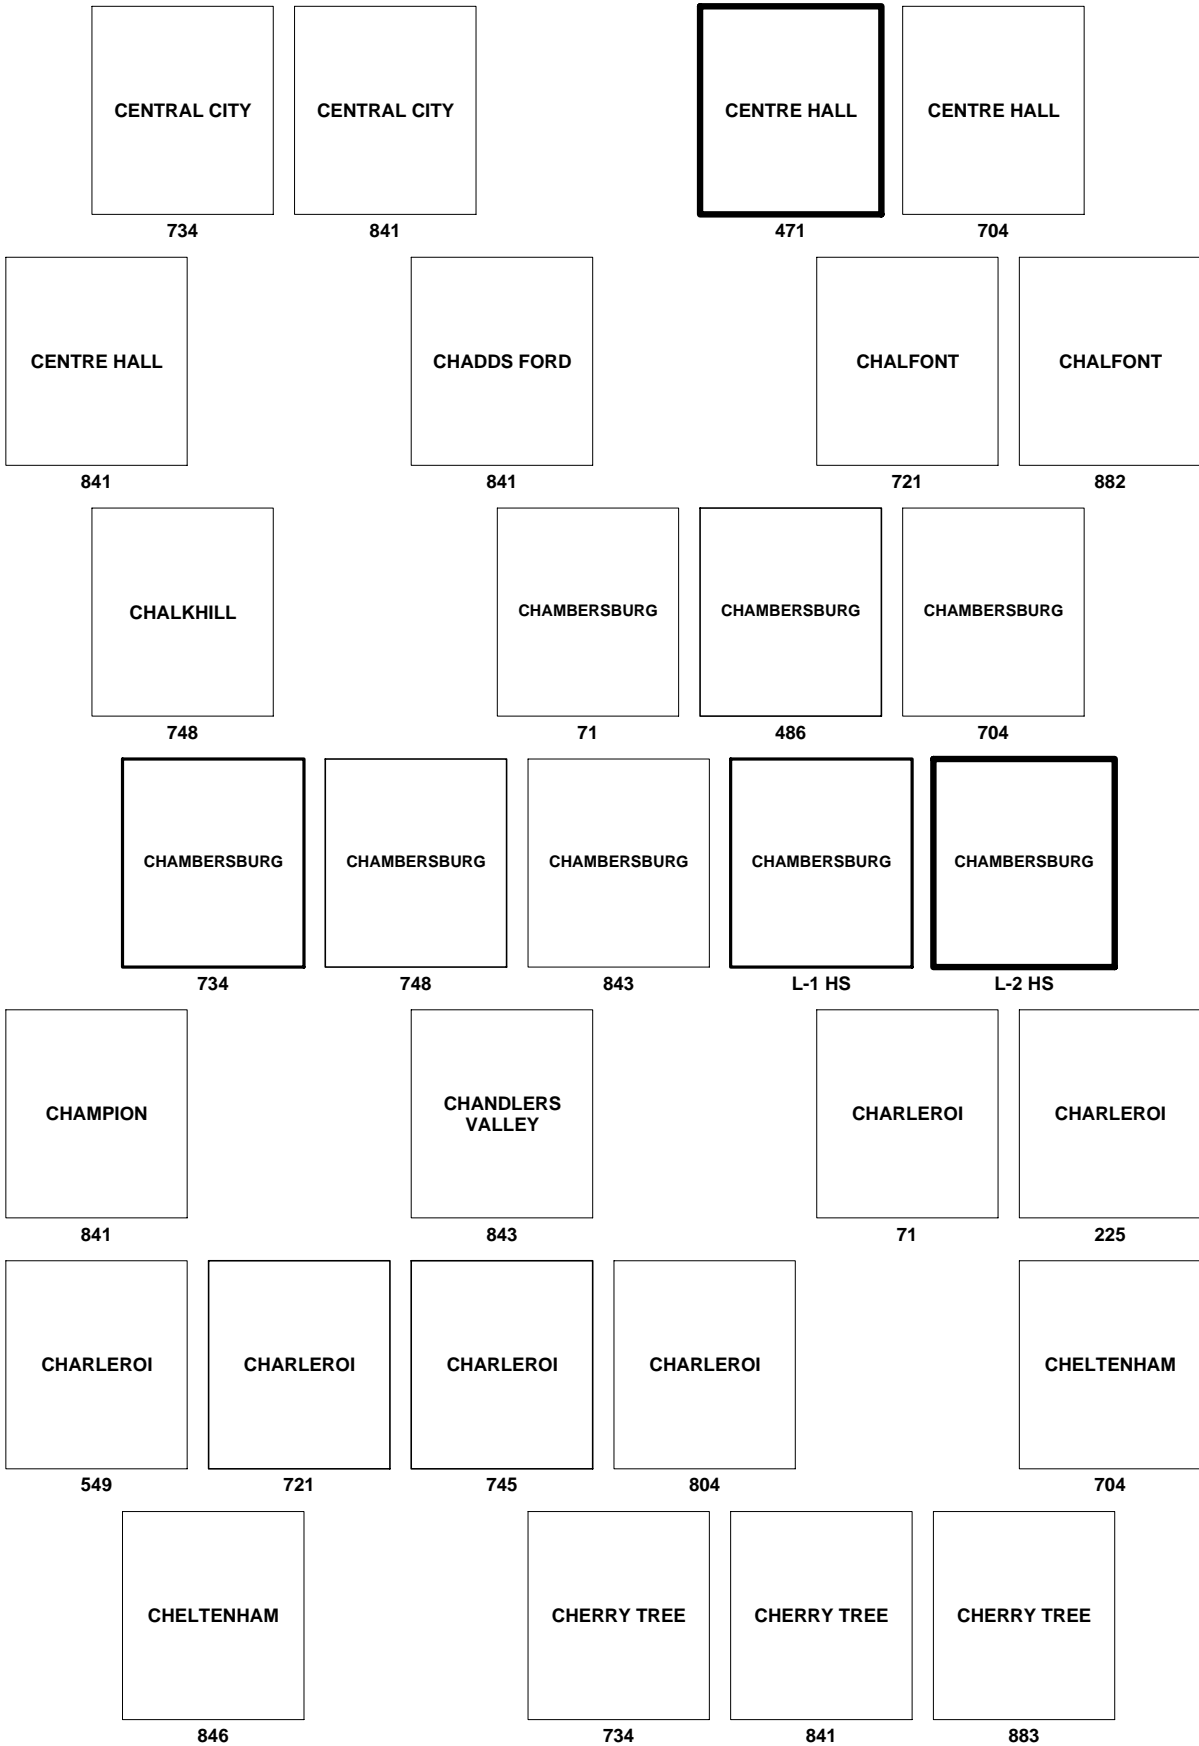 CENTRAL CITY CENTRAL CITY CENTRE HALL CENTRE HALL
734 841 471 704
CENTRE HALL CHADDS FORD CHALFONT CHALFONT
841 841 721 882
CHALKHILL CHAMBERSBURG CHAMBERSBURG CHAMBERSBURG
748 71 486 704
CHAMBERSBURG CHAMBERSBURG CHAMBERSBURG CHAMBERSBURG CHAMBERSBURG
734 748 843 L-1 HS L-2 HS
CHAMPION CHANDLERS VALLEY CHARLEROI CHARLEROI
841 843 71 225
CHARLEROI CHARLEROI CHARLEROI CHARLEROI CHELTENHAM
549 721 745 804 704
CHELTENHAM CHERRY TREE CHERRY TREE CHERRY TREE
846 734 841 883